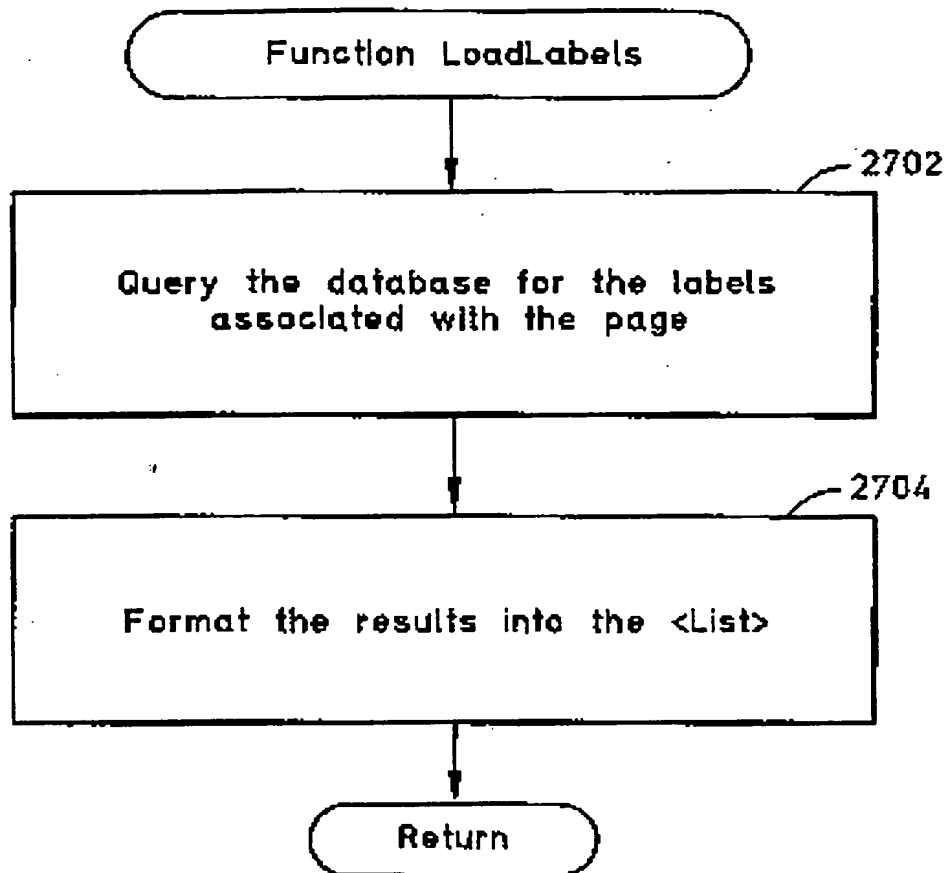 Function LoadLabels
2702
Query the database for the labels
associated with the page
2704
Format the results into the <List>
Return